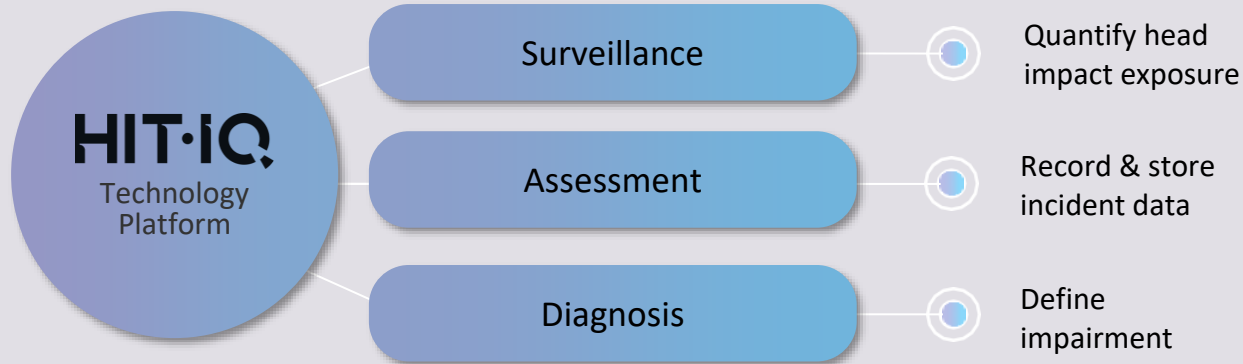 HIT·IQ
Technology
Platform
Surveillance
Quantify head
impact exposure
Assessment
Record & store
incident data
Diagnosis
Define
impairment